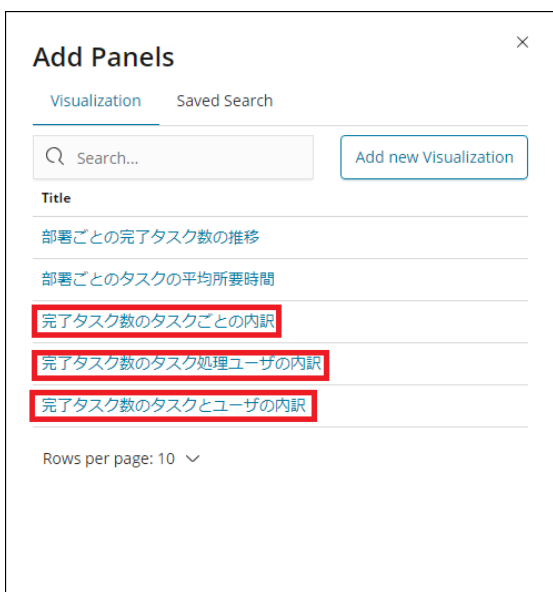 Add Panels
Visualization Saved Search
Search... Add new Visualization
Title
部署ごとの完了タスク数の推移
部署ごとのタスクの平均所要時間
完了タスク数のタスクごとの内訳
完了タスク数のタスク処理ユーザの内訳
完了タスク数のタスクとユーザの内訳
Rows per page: 10